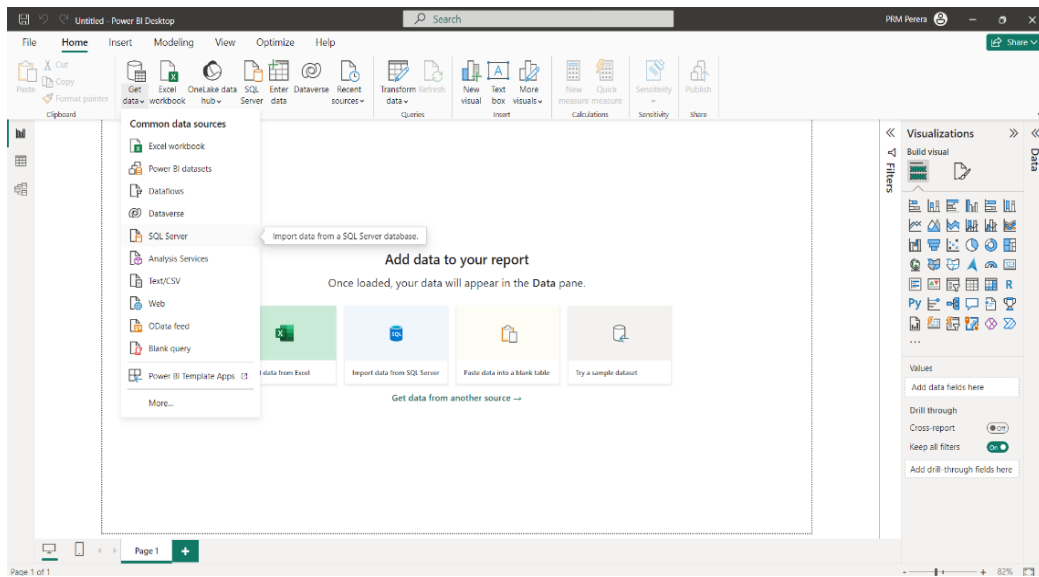 Untitled - Power BI Desktop
Search
PRM Perera
File Home Insert Modeling View Optimize Help
Share
Paste
Cut
Copy
Format painter
Clipboard
Get data
Excel workbook
OneLake data hub
SQL Server
Enter data
Dataverse
Recent sources
Transform data
Refresh
Queries
New visual
Text box
More visuals
Insert
New measure
Quick measure
Calculations
Sensitivity
Sensitivity
Publish
Share
Common data sources
Excel workbook
Power BI datasets
Dataflows
Dataverse
SQL Server
Import data from a SQL Server database.
Analysis Services
Text/CSV
Web
OData feed
Blank query
Power BI Template Apps
More...
Add data to your report
Once loaded, your data will appear in the Data pane.
SQL
data from Excel
Import data from SQL Server
Paste data into a blank table
Try a sample dataset
Get data from another source →
Filters
Visualizations
Data
Build visual
R
Py
...
Values
Add data fields here
Drill through
Cross-report
Off
Keep all filters
On
Add drill-through fields here
Page 1
Page 1 of 1
82%